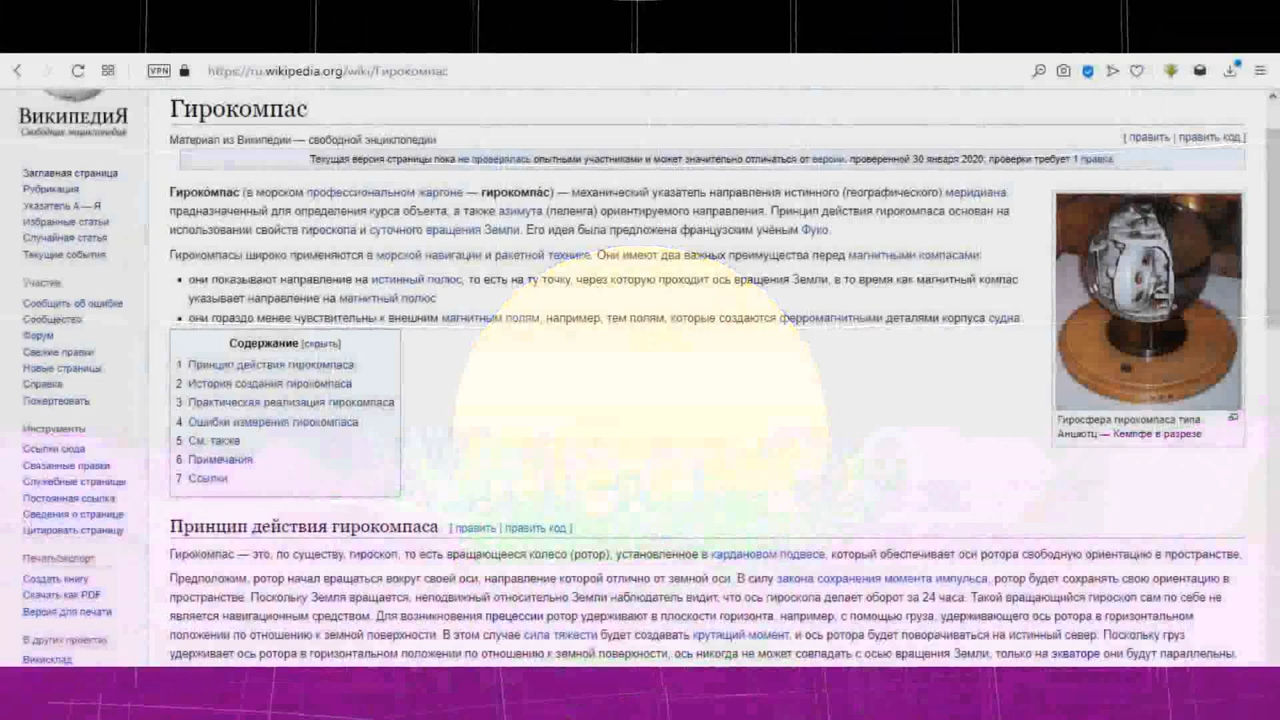 VPN https://ru.wikipedia.org/wiki/Гирокомпас
ВикипедиЯ
Свободная энциклопедия
Заглавная страница
Рубрикация
Указатель А — Я
Избранные статьи
Случайная статья
Текущие события
Участие
Сообщить об ошибке
Сообщество
Форум
Свежие правки
Новые страницы
Справка
Пожертвовать
Инструменты
Ссылки сюда
Связанные правки
Служебные страницы
Постоянная ссылка
Сведения о странице
Цитировать страницу
Печать/экспорт
Создать книгу
Скачать как PDF
Версия для печати
В других проектах
Викисклад
Гирокомпас
Материал из Википедии — свободной энциклопедии
[ править | править код ]
Текущая версия страницы пока не проверялась опытными участниками и может значительно отличаться от версии, проверенной 30 января 2020; проверки требует 1 правка.
Гироко́мпас (в морском профессиональном жаргоне — гирокомпа́с) — механический указатель направления истинного (географического) меридиана,
предназначенный для определения курса объекта, а также азимута (пеленга) ориентируемого направления. Принцип действия гирокомпаса основан на
использовании свойств гироскопа и суточного вращения Земли. Его идея была предложена французским учёным Фуко.
Гирокомпасы широко применяются в морской навигации и ракетной технике. Они имеют два важных преимущества перед магнитными компасами:
• они показывают направление на истинный полюс, то есть на ту точку, через которую проходит ось вращения Земли, в то время как магнитный компас
указывает направление на магнитный полюс
• они гораздо менее чувствительны к внешним магнитным полям, например, тем полям, которые создаются ферромагнитными деталями корпуса судна.
Гиросфера гирокомпаса типа
Аншютц — Кемпфе в разрезе
Содержание [скрыть]
1 Принцип действия гирокомпаса
2 История создания гирокомпаса
3 Практическая реализация гирокомпаса
4 Ошибки измерения гирокомпаса
5 См. также
6 Примечания
7 Ссылки
Принцип действия гирокомпаса [ править | править код ]
Гирокомпас — это, по существу, гироскоп, то есть вращающееся колесо (ротор), установленное в кардановом подвесе, который обеспечивает оси ротора свободную ориентацию в пространстве.
Предположим, ротор начал вращаться вокруг своей оси, направление которой отлично от земной оси. В силу закона сохранения момента импульса, ротор будет сохранять свою ориентацию в
пространстве. Поскольку Земля вращается, неподвижный относительно Земли наблюдатель видит, что ось гироскопа делает оборот за 24 часа. Такой вращающийся гироскоп сам по себе не
является навигационным средством. Для возникновения прецессии ротор удерживают в плоскости горизонта, например, с помощью груза, удерживающего ось ротора в горизонтальном
положении по отношению к земной поверхности. В этом случае сила тяжести будет создавать крутящий момент, и ось ротора будет поворачиваться на истинный север. Поскольку груз
удерживает ось ротора в горизонтальном положении по отношению к земной поверхности, ось никогда не может совпадать с осью вращения Земли, только на экваторе они будут параллельны.